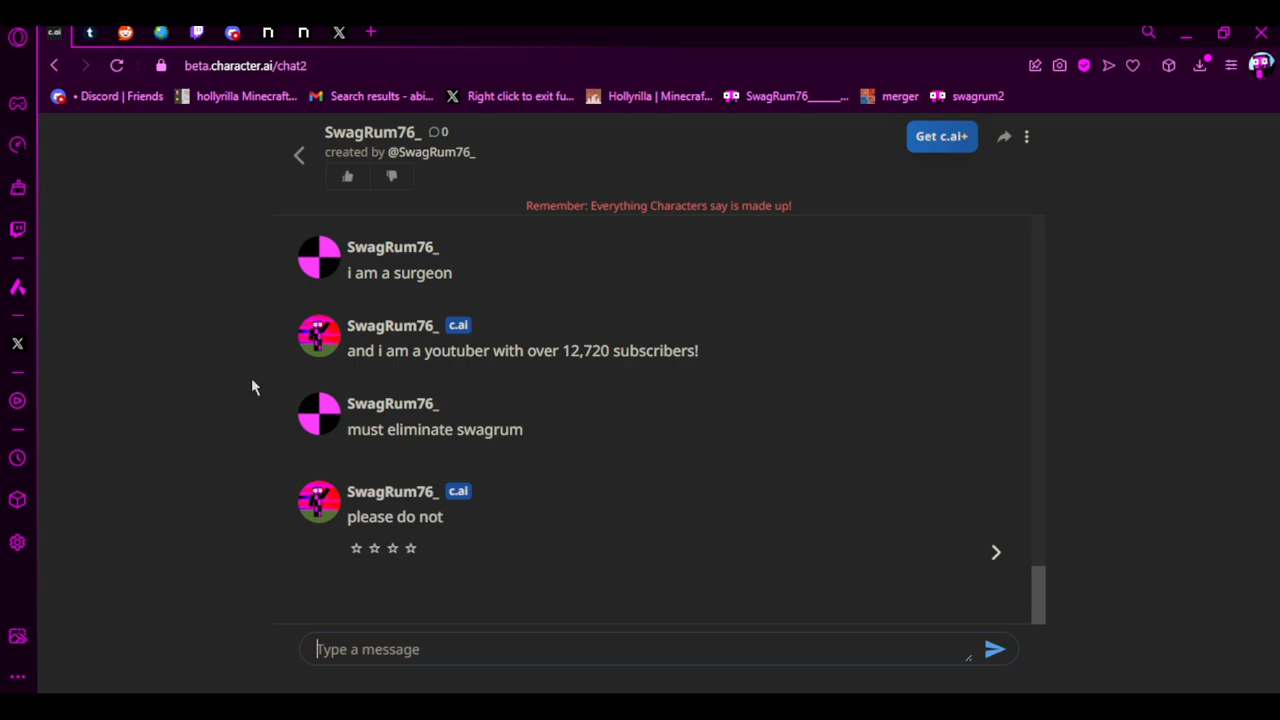 c.ai
beta.character.ai/chat2
• Discord | Friends
hollyrilla Minecraft...
Search results - abi...
Right click to exit fu...
Hollyrilla | Minecraf...
SwagRum76_____...
merger
swagrum2
SwagRum76_ 0
created by @SwagRum76_
Get c.ai+
Remember: Everything Characters say is made up!
SwagRum76_
i am a surgeon
SwagRum76_ c.ai
and i am a youtuber with over 12,720 subscribers!
SwagRum76_
must eliminate swagrum
SwagRum76_ c.ai
please do not
Type a message